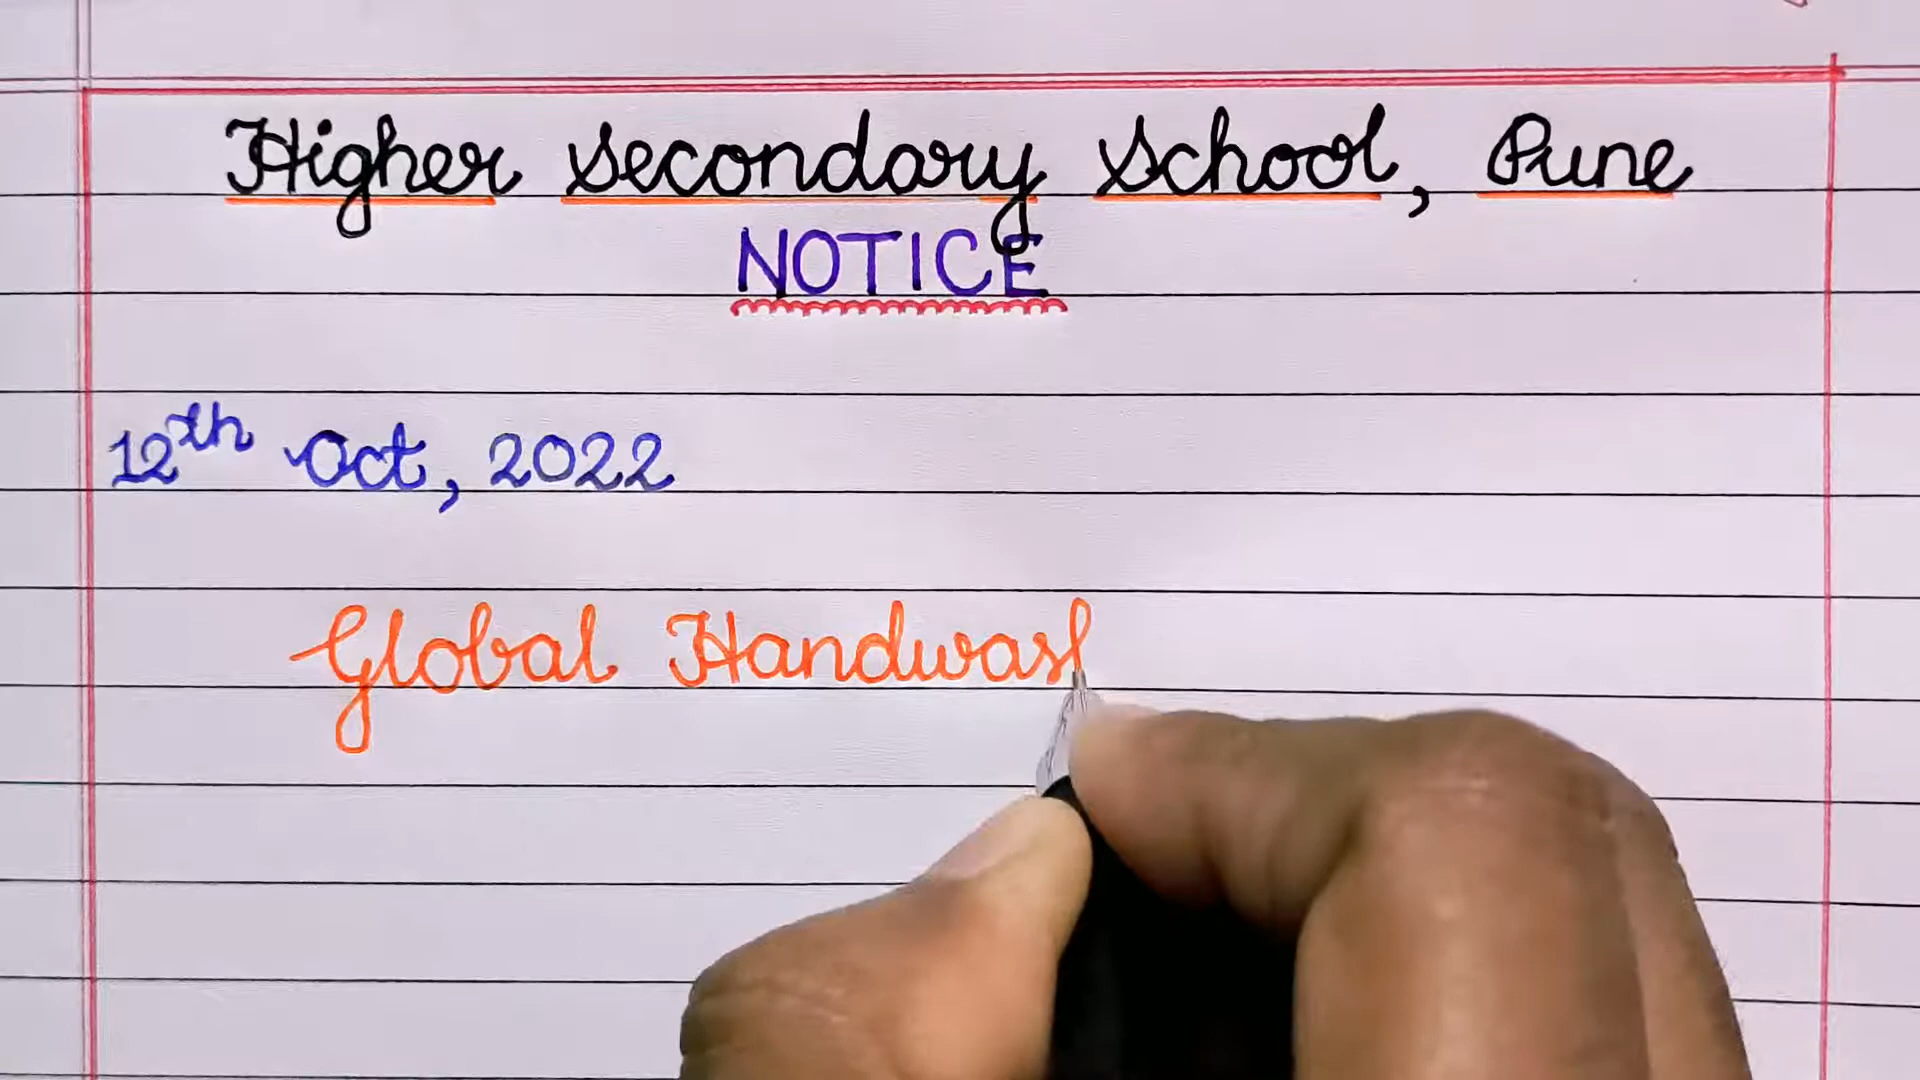 Higher Secondary School, Pune
NOTICE
12th Oct, 2022
Global Handwash